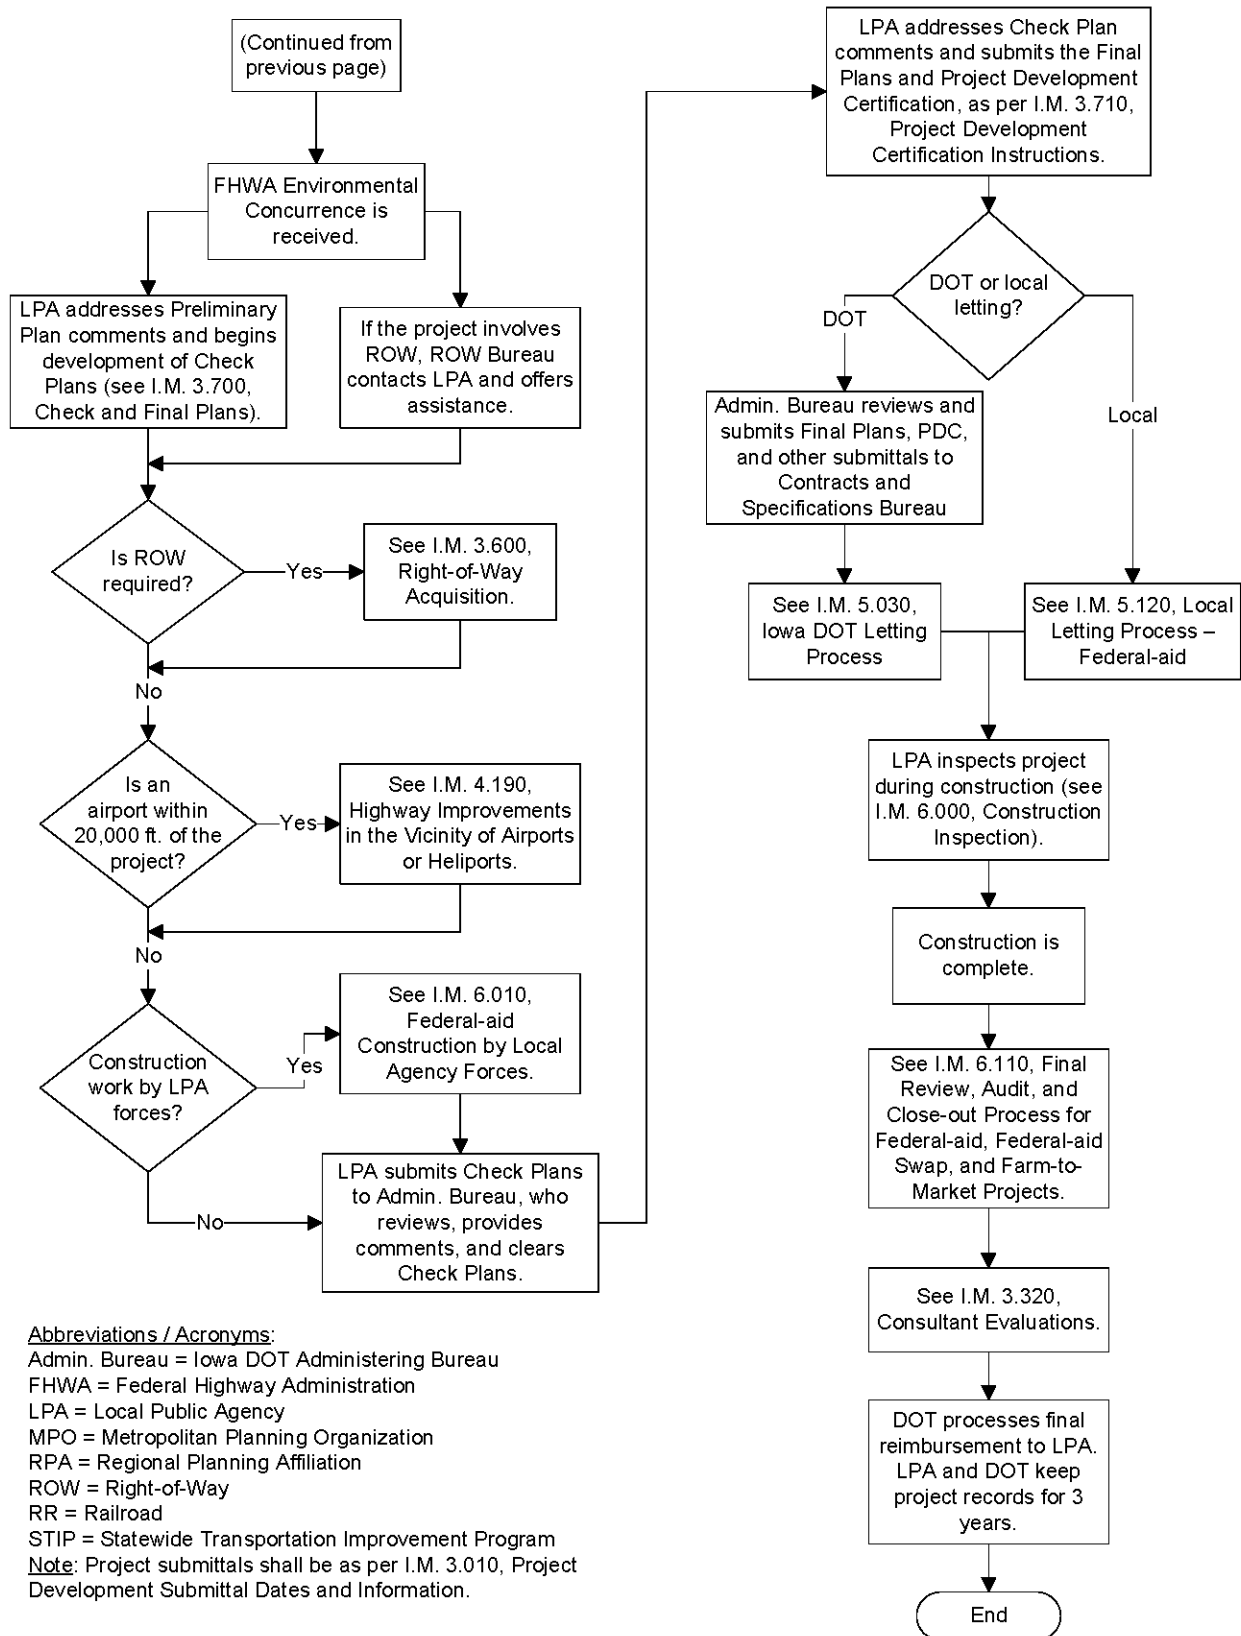 (Continued from
previous page)
FHWA Environmental
Concurrence is
received.
LPA addresses Preliminary
Plan comments and begins
development of Check
Plans (see I.M. 3.700,
Check and Final Plans).
If the project involves
ROW, ROW Bureau
contacts LPA and offers
assistance.
Is ROW
required?
Yes
See I.M. 3.600,
Right-of-Way
Acquisition.
No
Is an
airport within
20,000 ft. of the
project?
Yes
See I.M. 4.190,
Highway Improvements
in the Vicinity of Airports
or Heliports.
No
Construction
work by LPA
forces?
Yes
See I.M. 6.010,
Federal-aid
Construction by Local
Agency Forces.
No
LPA submits Check Plans
to Admin. Bureau, who
reviews, provides
comments, and clears
Check Plans.
LPA addresses Check Plan
comments and submits the Final
Plans and Project Development
Certification, as per I.M. 3.710,
Project Development
Certification Instructions.
DOT or local
letting?
DOT
Local
Admin. Bureau reviews and
submits Final Plans, PDC,
and other submittals to
Contracts and
Specifications Bureau
See I.M. 5.030,
Iowa DOT Letting
Process
See I.M. 5.120, Local
Letting Process –
Federal-aid
LPA inspects project
during construction (see
I.M. 6.000, Construction
Inspection).
Construction is
complete.
See I.M. 6.110, Final
Review, Audit, and
Close-out Process for
Federal-aid, Federal-aid
Swap, and Farm-to-
Market Projects.
See I.M. 3.320,
Consultant Evaluations.
DOT processes final
reimbursement to LPA.
LPA and DOT keep
project records for 3
years.
End
Abbreviations / Acronyms:
Admin. Bureau = Iowa DOT Administering Bureau
FHWA = Federal Highway Administration
LPA = Local Public Agency
MPO = Metropolitan Planning Organization
RPA = Regional Planning Affiliation
ROW = Right-of-Way
RR = Railroad
STIP = Statewide Transportation Improvement Program
Note: Project submittals shall be as per I.M. 3.010, Project
Development Submittal Dates and Information.